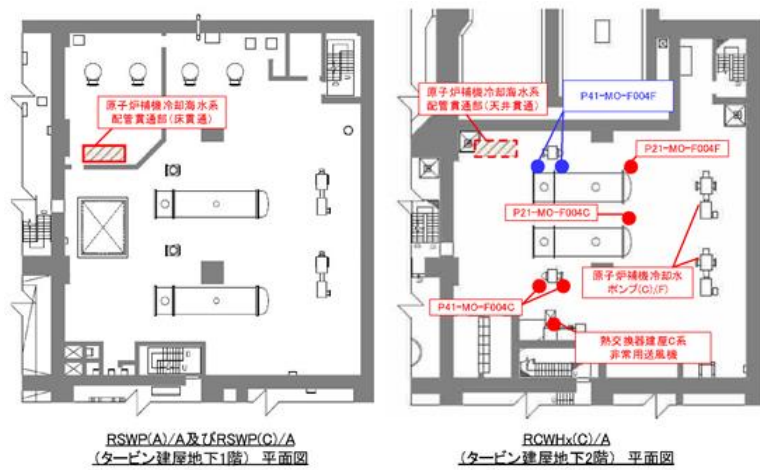 原子炉補機冷却海水系
配管貫通部(床貫通)
RSWP(A)/A及びRSWP(C)/A
(タービン建屋地下1階) 平面図
原子炉補機冷却海水系
配管貫通部(天井貫通)
P41-MO-F004F
P21-MO-F004F
P21-MO-F004C
原子炉補機冷却水
ポンプ(C),(F)
P41-MO-F004C
熱交換器建屋C系
非常用送風機
RCWHx(C)/A
(タービン建屋地下2階) 平面図